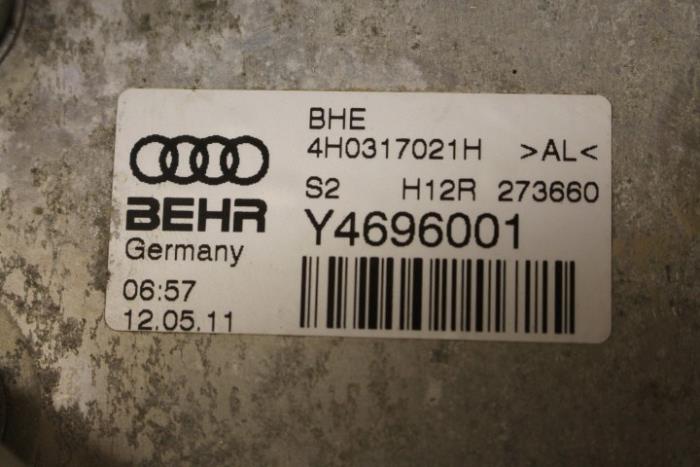 BHE
4H0317021H >AL<
S2 H12R 273660
BEHR
Y4696001
Germany
06:57
12.05.11